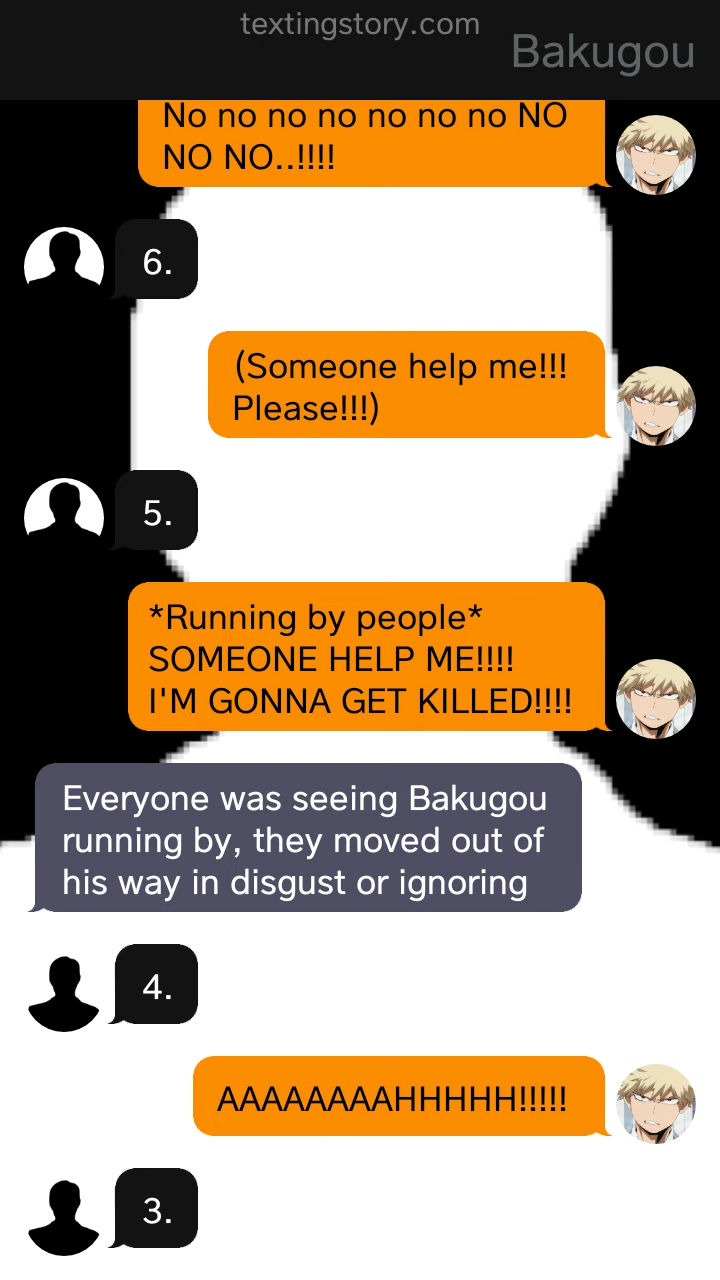 textingstory.com
Bakugou
No no no no no no no NO
NO NO..!!!!
6.
(Someone help me!!!
Please!!!)
5.
*Running by people*
SOMEONE HELP ME!!!!
I'M GONNA GET KILLED!!!!
Everyone was seeing Bakugou
running by, they moved out of
his way in disgust or ignoring
4.
AAAAAAAAHHHHH!!!!!
3.